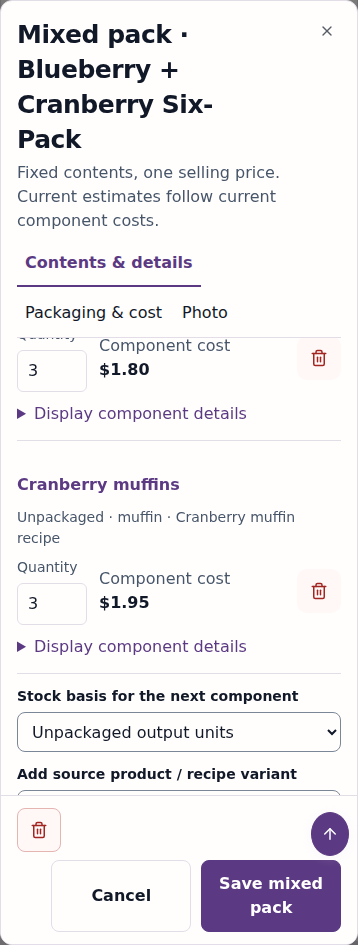 Mixed pack ·
Blueberry +
Cranberry Six-
Pack
Fixed contents, one selling price.
Current estimates follow current
component costs.
Contents & details
Packaging & cost Photo
Quantity
Component cost
3
$1.80
Display component details
Cranberry muffins
Unpackaged · muffin · Cranberry muffin
recipe
Quantity
Component cost
3
$1.95
Display component details
Stock basis for the next component
Unpackaged output units
Add source product / recipe variant
Cancel
Save mixed
pack